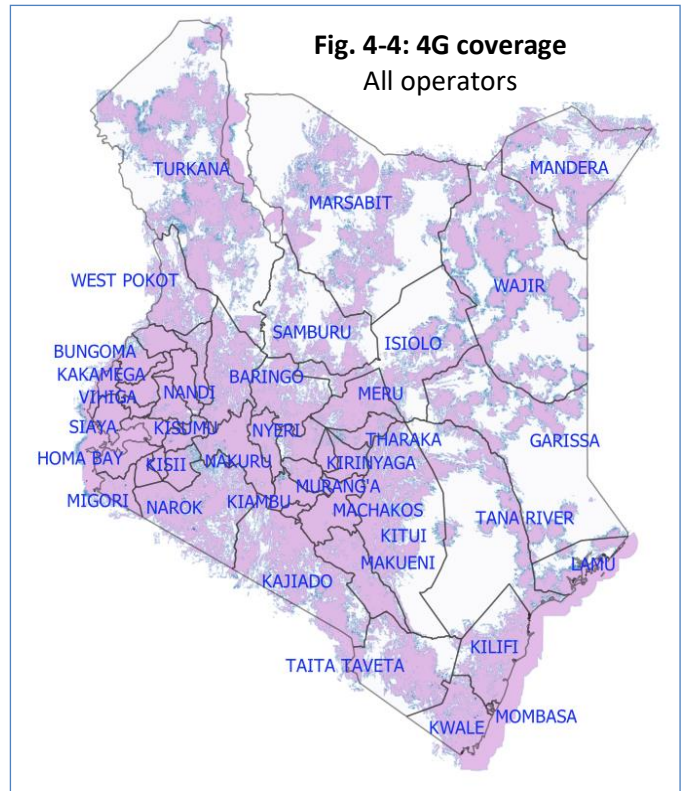 Fig. 4-4: 4G coverage
All operators
TURKANA
MANDERA
MARSABIT
WEST POKOT
WAJIR
SAMBURU
ISIOLO
BUNGOMA
KAKAMEGA
BARINGO
NANDI
MERU
VIHIGA
SIAYA
KISUMU
NYERI
THARAKA
GARISSA
HOMA BAY
KISII
NAKURU
KIRINYAGA
MURANG'A
MIGORI
NAROK
KIAMBU
MACHAKOS
TANA RIVER
KITUI
MAKUENI
LAMU
KAJIADO
KILIFI
TAITA TAVETA
MOMBASA
KWALE